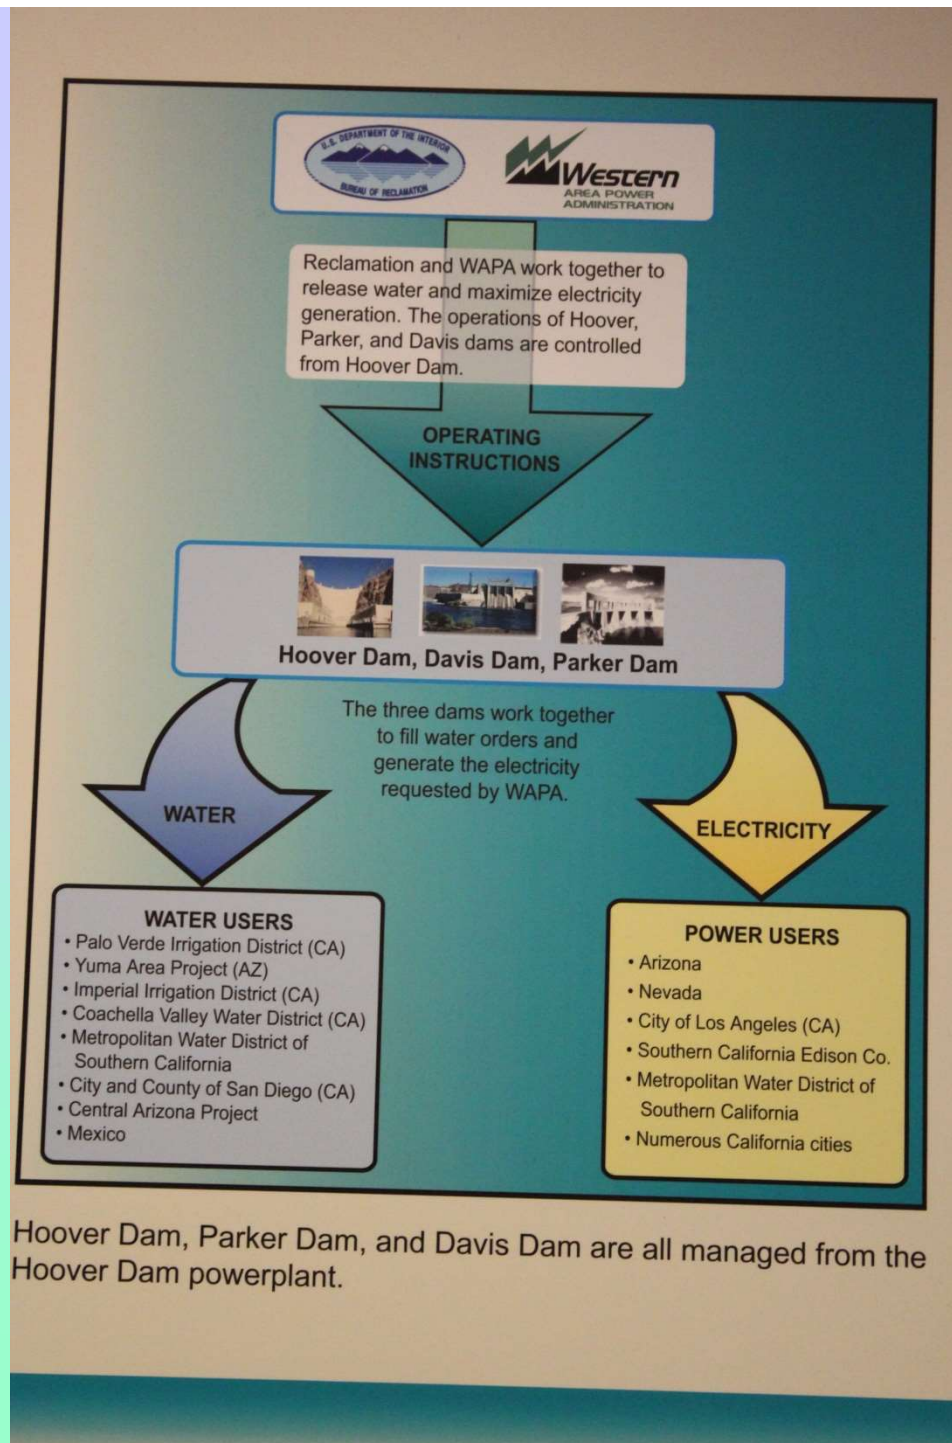 U.S. DEPARTMENT OF THE INTERIOR
BUREAU OF RECLAMATION
Western
AREA POWER
ADMINISTRATION
Reclamation and WAPA work together to
release water and maximize electricity
generation. The operations of Hoover,
Parker, and Davis dams are controlled
from Hoover Dam.
OPERATING
INSTRUCTIONS
Hoover Dam, Davis Dam, Parker Dam
The three dams work together
to fill water orders and
generate the electricity
requested by WAPA.
WATER
ELECTRICITY
WATER USERS
• Palo Verde Irrigation District (CA)
• Yuma Area Project (AZ)
• Imperial Irrigation District (CA)
• Coachella Valley Water District (CA)
• Metropolitan Water District of
Southern California
• City and County of San Diego (CA)
• Central Arizona Project
• Mexico
POWER USERS
• Arizona
• Nevada
• City of Los Angeles (CA)
• Southern California Edison Co.
• Metropolitan Water District of
Southern California
• Numerous California cities
Hoover Dam, Parker Dam, and Davis Dam are all managed from the
Hoover Dam powerplant.